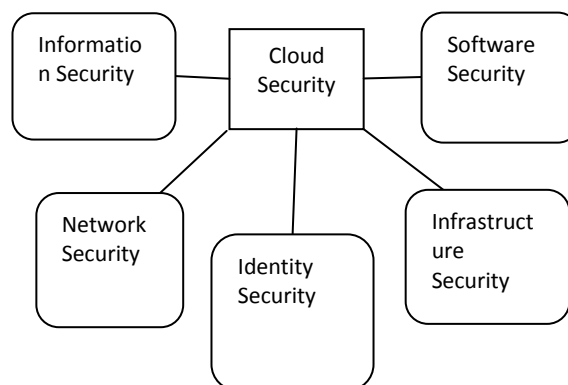 Informatio
n Security
Cloud
Security
Software
Security
Network
Security
Identity
Security
Infrastruct
ure
Security